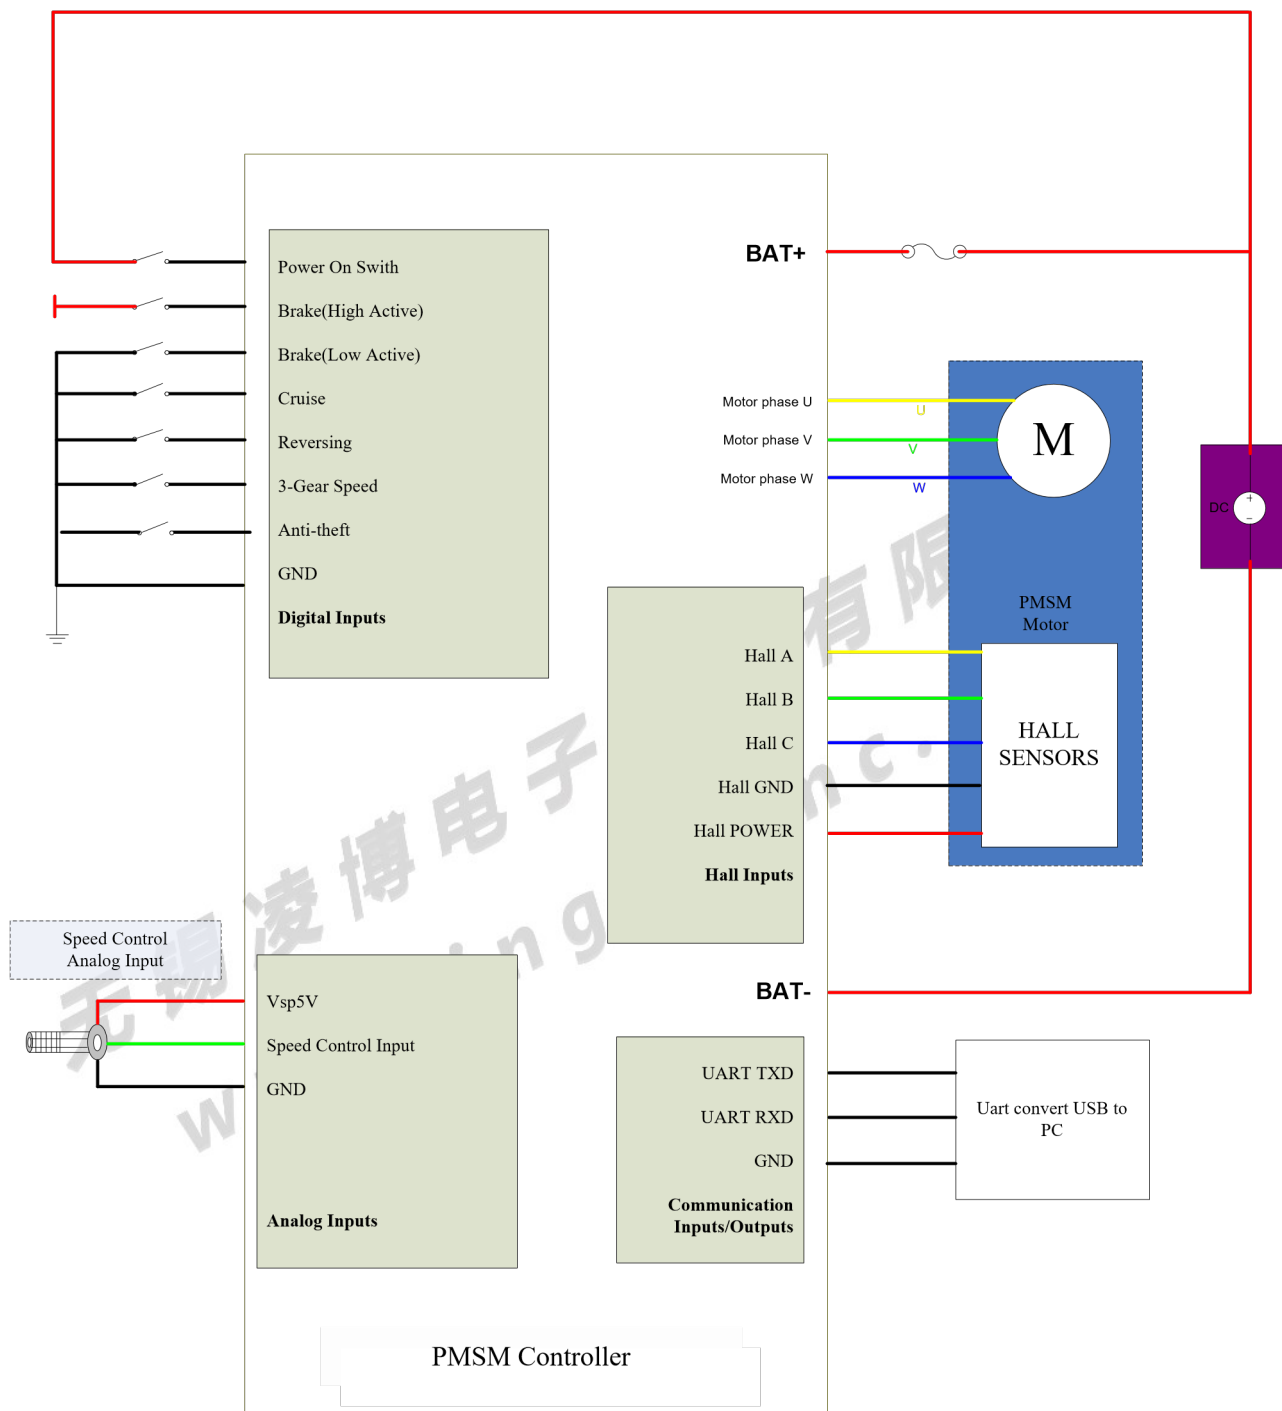 Power On Swith
Brake(High Active)
Brake(Low Active)
Cruise
Reversing
3-Gear Speed
Anti-theft
GND
Digital Inputs
BAT+
Motor phase U
Motor phase V
Motor phase W
U
V
W
M
PMSM
Motor
DC
+
−
Hall A
Hall B
Hall C
Hall GND
Hall POWER
Hall Inputs
HALL
SENSORS
Speed Control
Analog Input
Vsp5V
Speed Control Input
GND
Analog Inputs
BAT-
UART TXD
UART RXD
GND
Communication
Inputs/Outputs
Uart convert USB to
PC
PMSM Controller
无锡凌博电子 有限